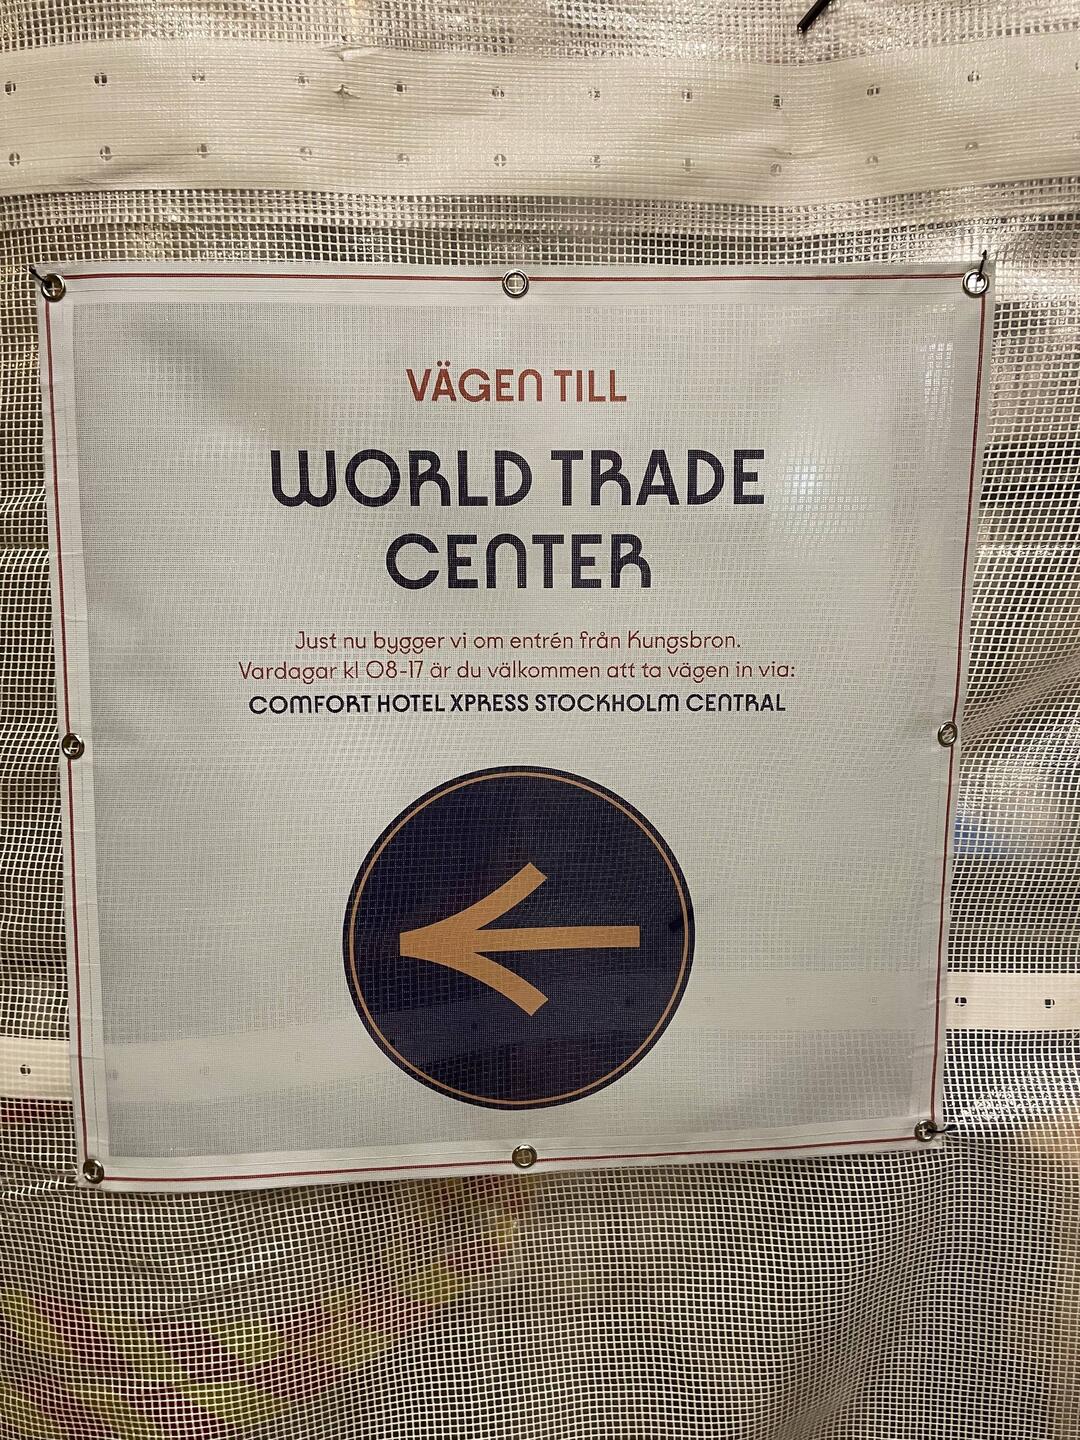 VÄGEN TILL
WORLD TRADE
CENTER
Just nu bygger vi om entrén från Kungsbron.
Vardagar kl 08-17 är du välkommen att ta vägen in via:
COMFORT HOTEL XPRESS STOCKHOLM CENTRAL